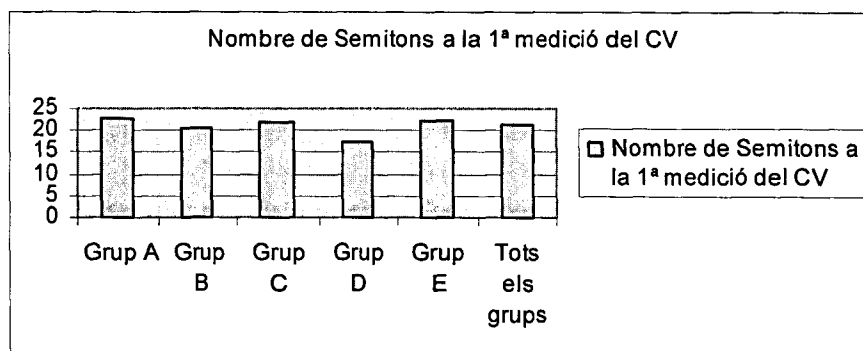 Nombre de Semitons a la 1ª medició del CV
25
20
15
10
5
0
Grup A
Grup
B
Grup
C
Grup
D
Grup
E
Tots
els
grups
Nombre de Semitons a
la 1ª medició del CV